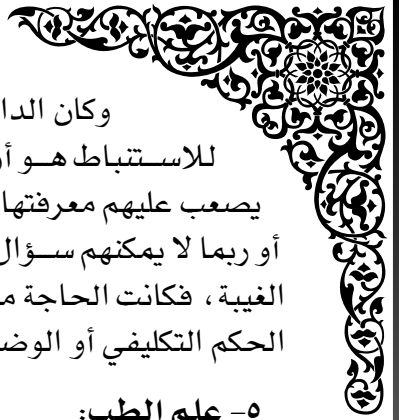 وكان الدا
للاستنباط هو أ
يصعب عليهم معرفتها
أو ربما لا يمكنهم سؤال
الغيبة، فكانت الحاجة م
الحكم التكليفي أو الوض
٥- علم الطب: